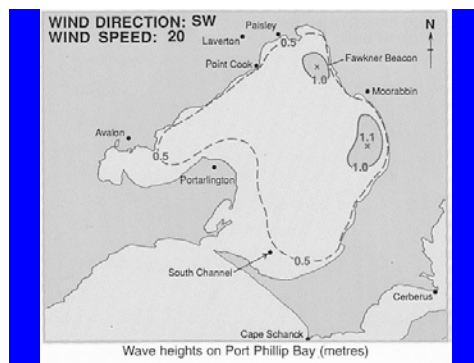 WIND DIRECTION: SW
WIND SPEED: 20
Paisley
N
Laverton
0.5
Point Cook
Fawkner Beacon
1.0
Moorabbin
Avalon
1.1
0.5
1.0
Portarlington
0.5
South Channel
Cerberus
Cape Schanck
Wave heights on Port Phillip Bay (metres)